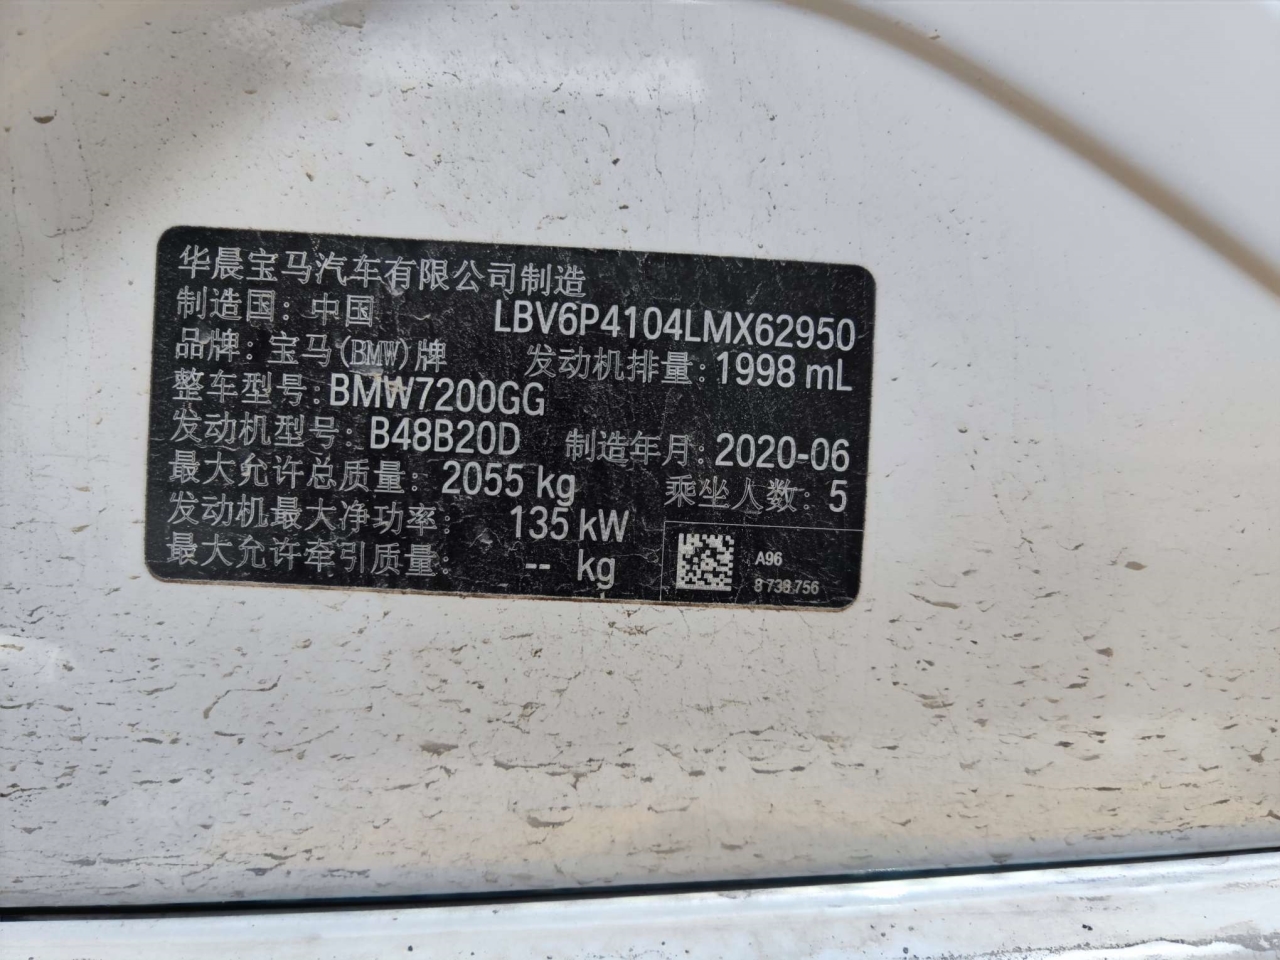 华晨宝马汽车有限公司制造
制造国：中国 LBV6P4104LMX62950
品牌：宝马(BMW)牌 发动机排量：1998 mL
整车型号：BMW7200GG
发动机型号：B48B20D 制造年月：2020-06
最大允许总质量：2055 kg 乘坐人数：5
发动机最大净功率：135 kW
最大允许牵引质量：-- kg
A96
8 738 756